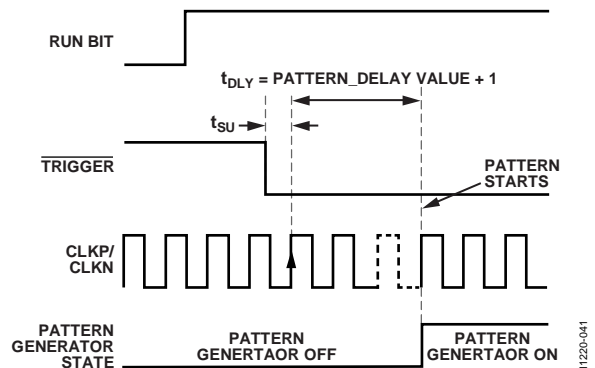 RUN BIT
tDLY = PATTERN_DELAY VALUE + 1
tSU
TRIGGER
PATTERN
STARTS
CLKP/
CLKN
PATTERN
GENERATOR
STATE
PATTERN
GENERTAOR OFF
PATTERN
GENERTAOR ON
11220-041